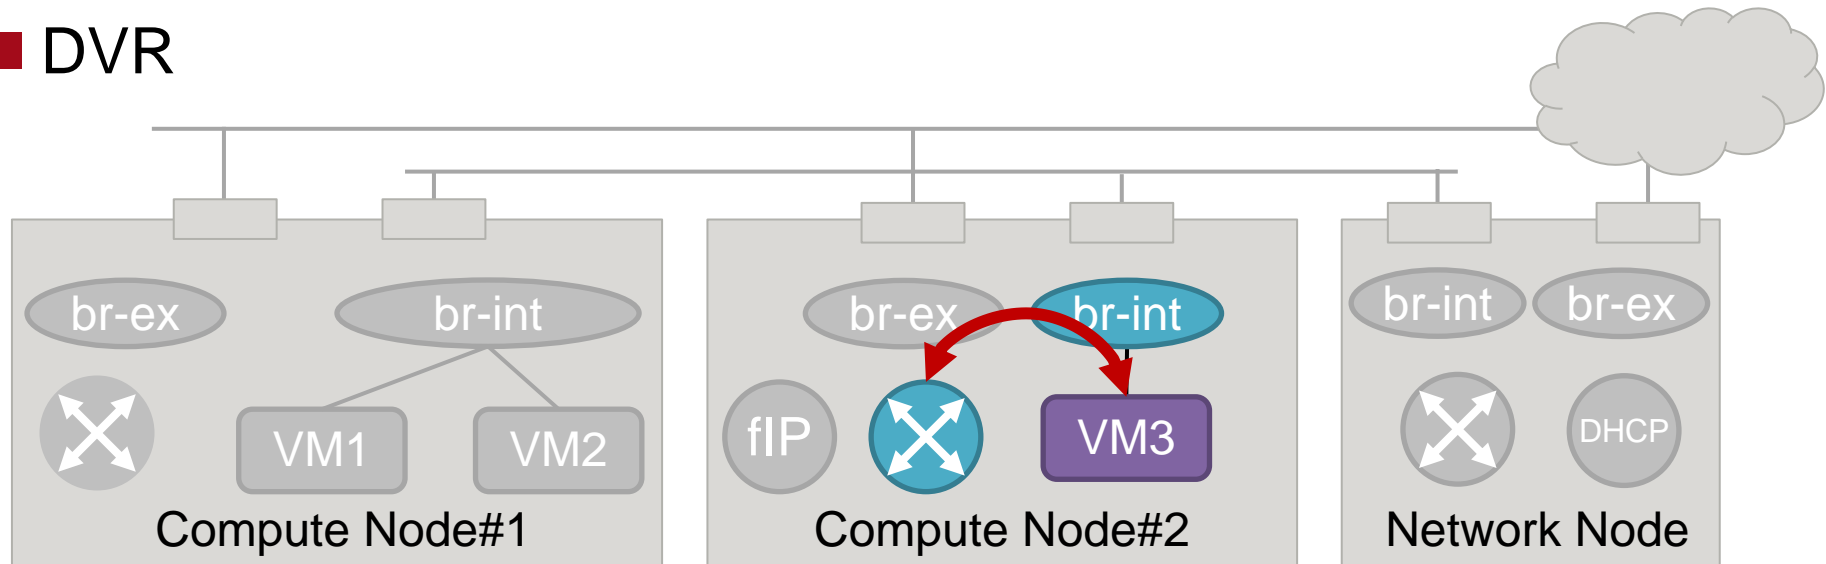 DVR
br-ex
br-int
VM1
VM2
Compute Node#1
br-ex
br-int
fIP
VM3
Compute Node#2
br-int
br-ex
DHCP
Network Node